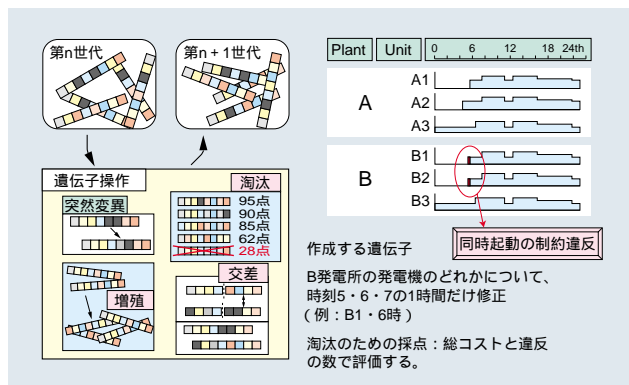 第n世代
第n+1世代
遺伝子操作
突然変異
淘汰
95点
90点
85点
62点
28点
増殖
交差
Plant Unit 0 6 12 18 24th
A
A1
A2
A3
B
B1
B2
B3
同時起動の制約違反
作成する遺伝子
B発電所の発電機のどれかについて、
時刻5・6・7の1時間だけ修正
(例:B1・6時)
淘汰のための採点:総コストと違反
の数で評価する。